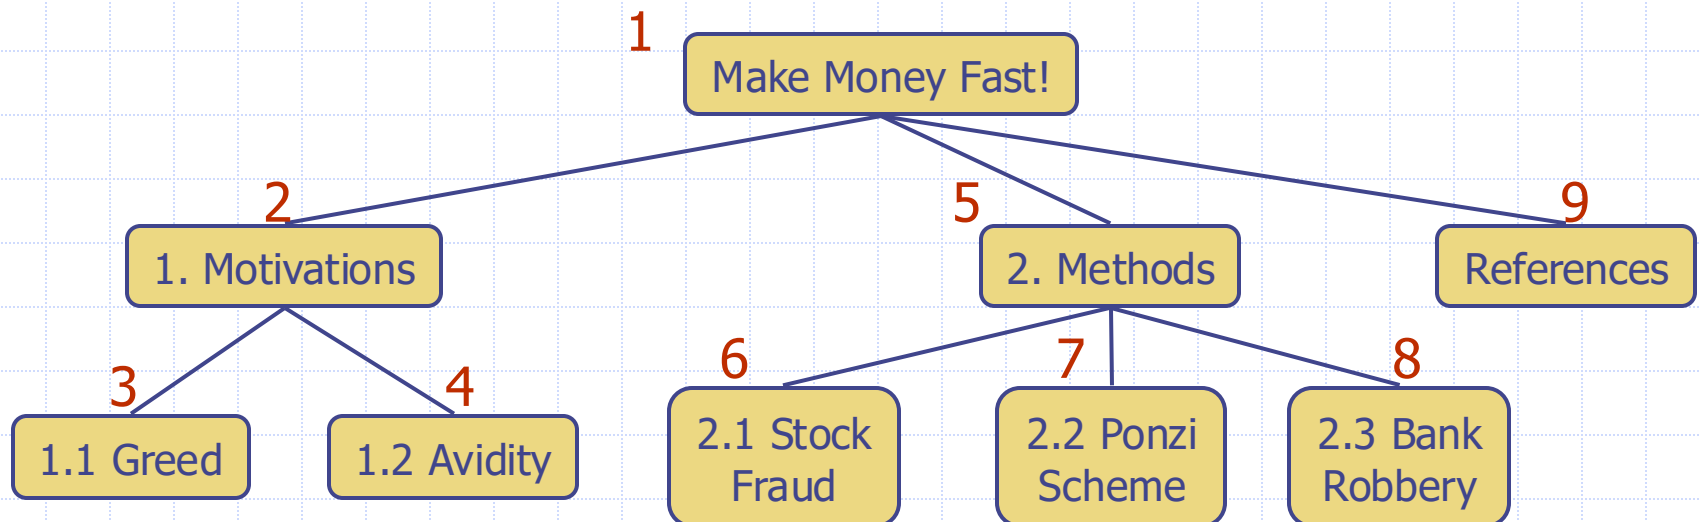 1
Make Money Fast!
2
5
9
1. Motivations
2. Methods
References
3
4
6
7
8
1.1 Greed
1.2 Avidity
2.1 Stock
Fraud
2.2 Ponzi
Scheme
2.3 Bank
Robbery